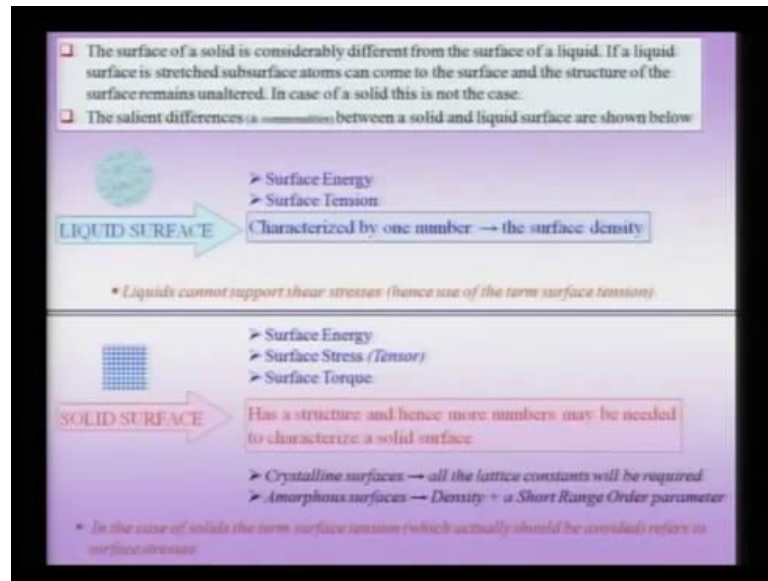 The surface of a solid is considerably different from the surface of a liquid. If a liquid
surface is stretched subsurface atoms can come to the surface and the structure of the
surface remains unaltered. In case of a solid this is not the case.
The salient differences between a solid and liquid surface are shown below
➢ Surface Energy
➢ Surface Tension
LIQUID SURFACE
Characterized by one number → the surface density
• Liquids cannot support shear stresses (hence use of the term surface tension)
➢ Surface Energy
➢ Surface Stress (Tensor)
➢ Surface Torque
SOLID SURFACE
Has a structure and hence more numbers may be needed
to characterize a solid surface
➢ Crystalline surfaces → all the lattice constants will be required
➢ Amorphous surfaces → Density + a Short Range Order parameter
• In the case of solids the term surface tension (which actually should be avoided) refers to
surface stresses